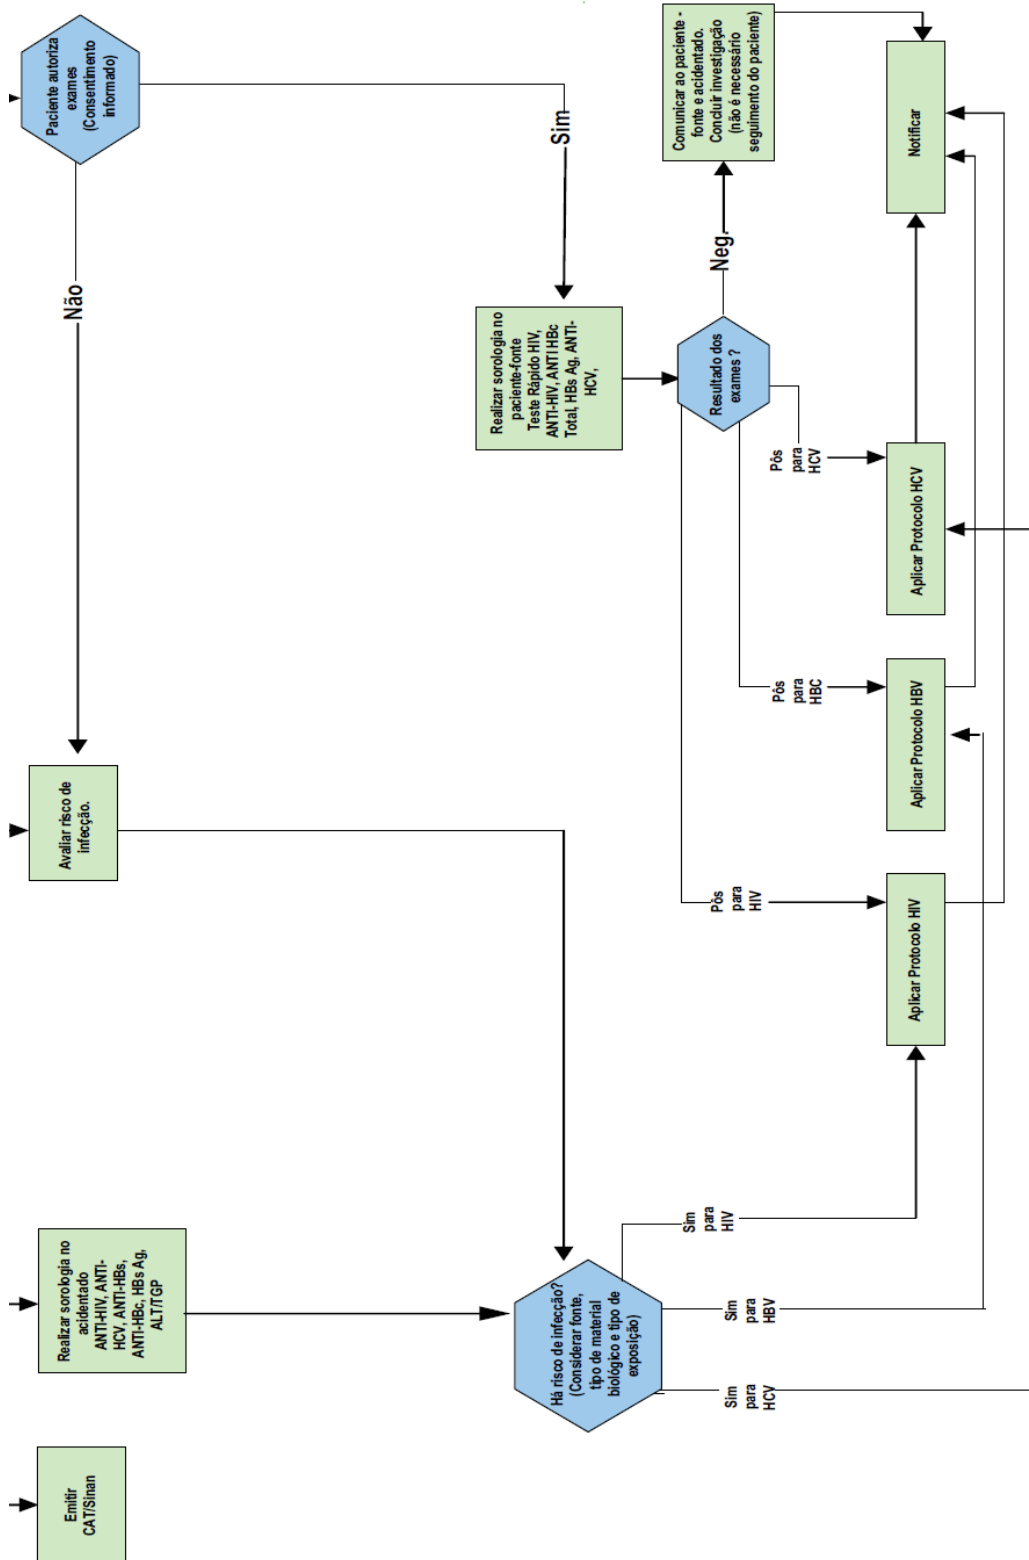 Emitir
CAT/Sinan
Realizar sorologia no
acidentado
ANTI-HIV, ANTI-
HCV, ANTI-HBs,
ANTI-HBc, HBs Ag,
ALT/TGP
Avaliar risco de
infecção.
Não
Paciente autoriza
exames
(Consentimento
informado)
Sim
Realizar sorologia no
paciente-fonte
Teste Rápido HIV,
ANTI-HIV, ANTI HBc
Total, HBs Ag, ANTI-
HCV,
Há risco de infecção?
(Considerar fonte,
tipo de material
biológico e tipo de
exposição)
Resultado dos
exames ?
Neg.
Comunicar ao paciente -
fonte e acidentado.
Concluir investigação
(não é necessário
seguimento do paciente)
Sim
para
HCV
Sim
para
HBV
Sim
para
HIV
Pôs
para
HIV
Pôs
para
HBC
Pôs
para
HCV
Aplicar Protocolo HIV
Aplicar Protocolo HBV
Aplicar Protocolo HCV
Notificar